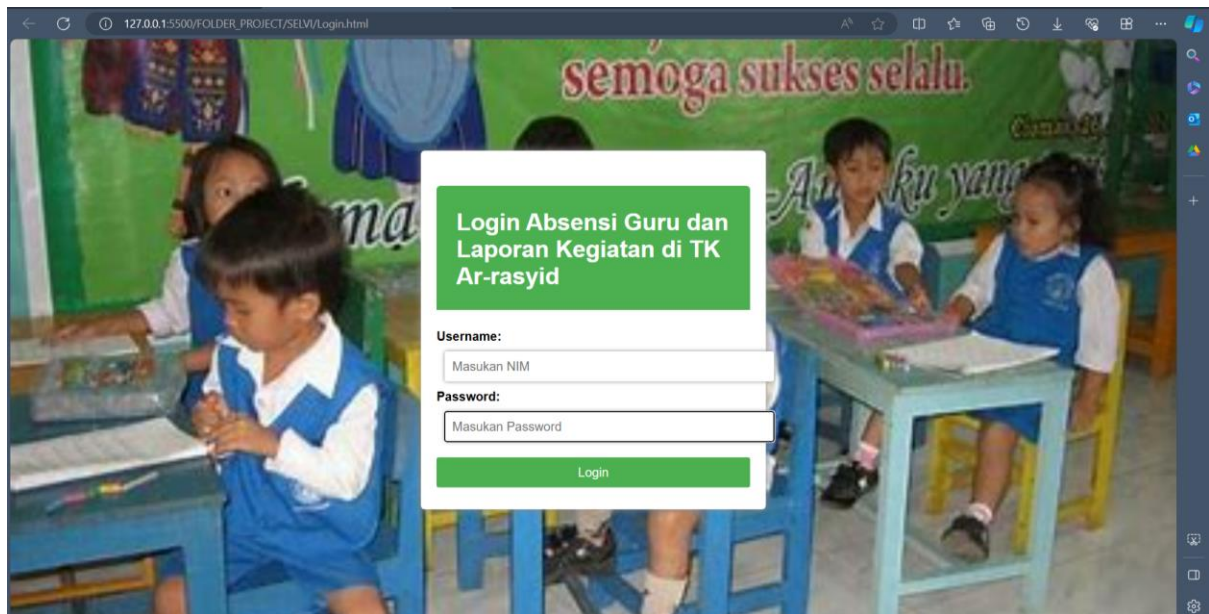 127.0.0.1:5500/FOLDER_PROJECT/SELVI/Login.html
semoga sukses selalu.
Login Absensi Guru dan
Laporan Kegiatan di TK
Ar-rasyid
Username:
Masukan NIM
Password:
Masukan Password
Login